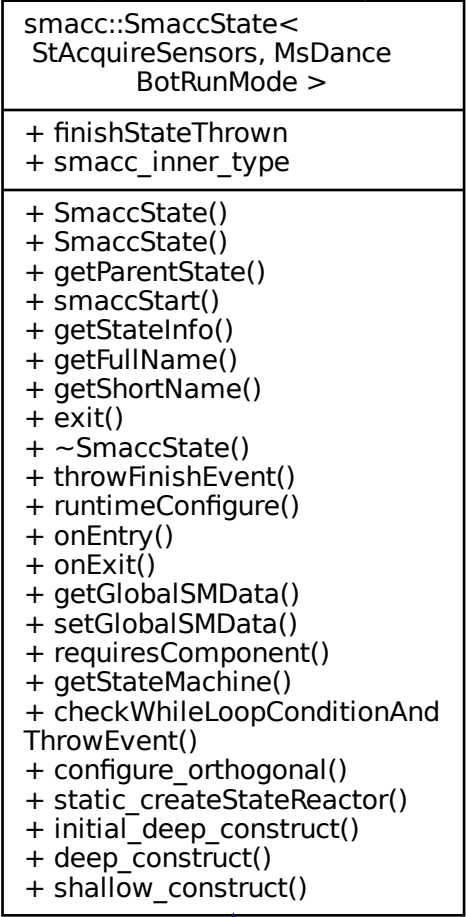 smacc::SmaccState<
StAcquireSensors, MsDance
BotRunMode >
+ finishStateThrown
+ smacc_inner_type
+ SmaccState()
+ SmaccState()
+ getParentState()
+ smaccStart()
+ getStateInfo()
+ getFullName()
+ getShortName()
+ exit()
+ ~SmaccState()
+ throwFinishEvent()
+ runtimeConfigure()
+ onEntry()
+ onExit()
+ getGlobalSMData()
+ setGlobalSMData()
+ requiresComponent()
+ getStateMachine()
+ checkWhileLoopConditionAnd
ThrowEvent()
+ configure_orthogonal()
+ static_createStateReactor()
+ initial_deep_construct()
+ deep_construct()
+ shallow_construct()